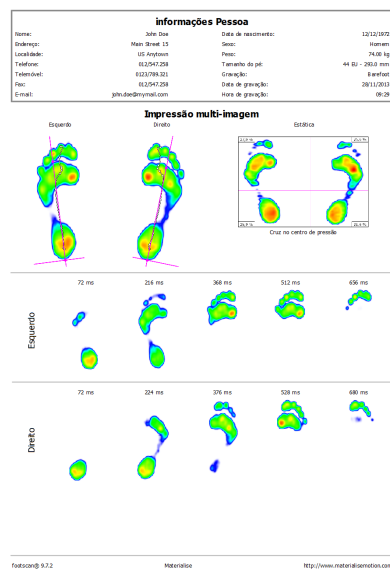 informações Pessoa
Nome: John Doe Data de nascimento: 12/12/1972
Endereço: Main Street 15 Sexo: Homem
Localidade: US Anytown Peso: 74.00 kg
Telefone: 012/547.258 Tamanho do pé: 44 EU - 293.0 mm
Telemóvel: 0123/789.321 Gravação: Barefoot
Fax: 012/547.258 Data de gravação: 28/11/2013
E-mail: john.doe@mymail.com Hora de gravação: 09:29
Impressão multi-imagem
Esquerdo Direito Estática
Cruz no centro de pressão
72 ms 216 ms 368 ms 512 ms 656 ms
Esquerdo
72 ms 224 ms 376 ms 528 ms 680 ms
Direito
footscan® 9.7.2 Materialise http://www.materialisemotion.com